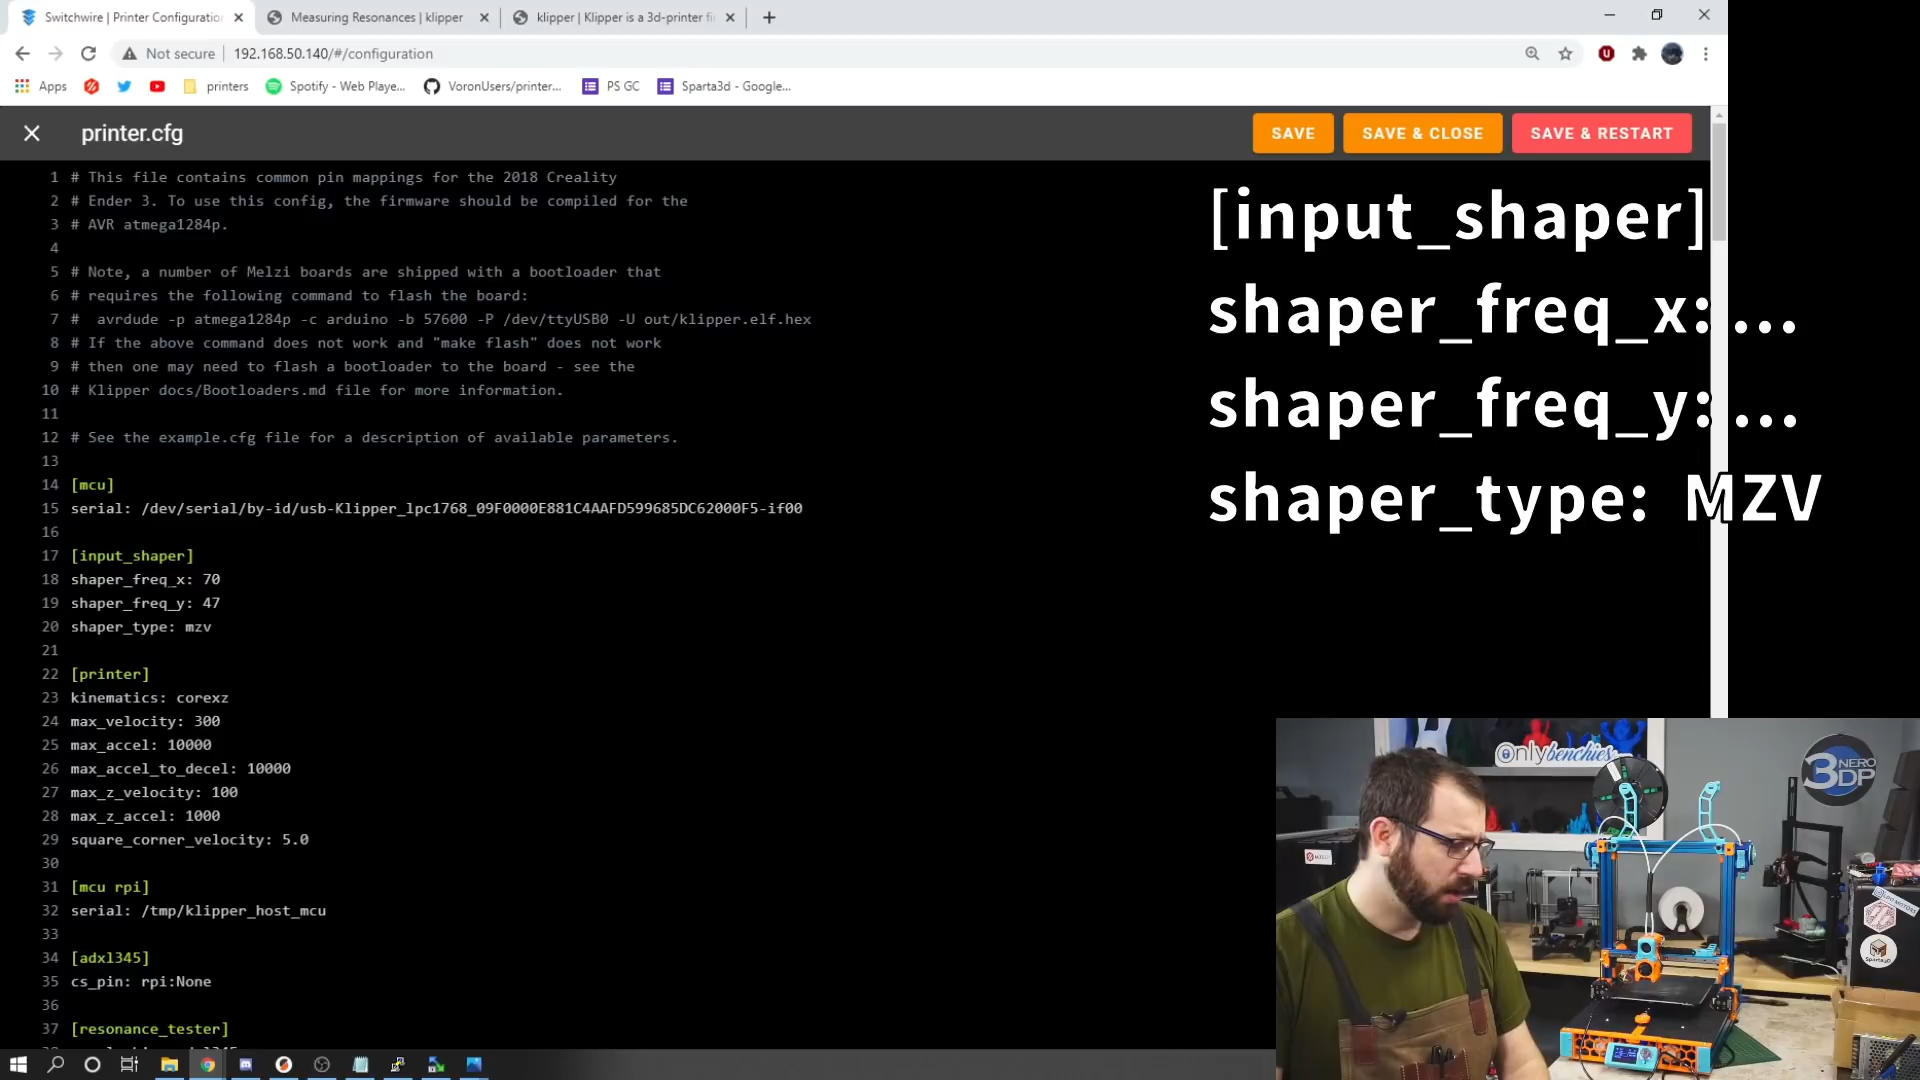 Switchwire | Printer Configuratio
Measuring Resonances | klipper
klipper | Klipper is a 3d-printer fi
Not secure
192.168.50.140/#/configuration
Apps
printers
Spotify - Web Playe...
VoronUsers/printer...
PS GC
Sparta3d - Google...
printer.cfg
SAVE
SAVE & CLOSE
SAVE & RESTART
1 # This file contains common pin mappings for the 2018 Creality
2 # Ender 3. To use this config, the firmware should be compiled for the
3 # AVR atmega1284p.
4
5 # Note, a number of Melzi boards are shipped with a bootloader that
6 # requires the following command to flash the board:
7 #  avrdude -p atmega1284p -c arduino -b 57600 -P /dev/ttyUSB0 -U out/klipper.elf.hex
8 # If the above command does not work and "make flash" does not work
9 # then one may need to flash a bootloader to the board - see the
10 # Klipper docs/Bootloaders.md file for more information.
11
12 # See the example.cfg file for a description of available parameters.
13
14 [mcu]
15 serial: /dev/serial/by-id/usb-Klipper_lpc1768_09F0000E881C4AAFD599685DC62000F5-if00
16
17 [input_shaper]
18 shaper_freq_x: 70
19 shaper_freq_y: 47
20 shaper_type: mzv
21
22 [printer]
23 kinematics: corexz
24 max_velocity: 300
25 max_accel: 10000
26 max_accel_to_decel: 10000
27 max_z_velocity: 100
28 max_z_accel: 1000
29 square_corner_velocity: 5.0
30
31 [mcu rpi]
32 serial: /tmp/klipper_host_mcu
33
34 [adxl345]
35 cs_pin: rpi:None
36
37 [resonance_tester]
[input_shaper]
shaper_freq_x: ...
shaper_freq_y: ...
shaper_type: MZV
@nlybenchies
3 NERO
DP
Sparta3D